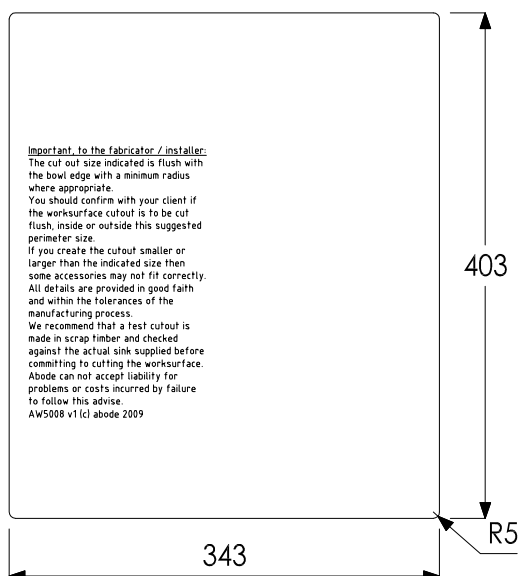 Important, to the fabricator / installer:
The cut out size indicated is flush with
the bowl edge with a minimum radius
where appropriate.
You should confirm with your client if
the worksurface cutout is to be cut
flush, inside or outside this suggested
perimeter size.
If you create the cutout smaller or
larger than the indicated size then
some accessories may not fit correctly.
All details are provided in good faith
and within the tolerances of the
manufacturing process.
We recommend that a test cutout is
made in scrap timber and checked
against the actual sink supplied before
committing to cutting the worksurface.
Abode can not accept liability for
problems or costs incurred by failure
to follow this advise.
AW5008 v1 (c) abode 2009
403
R5
343